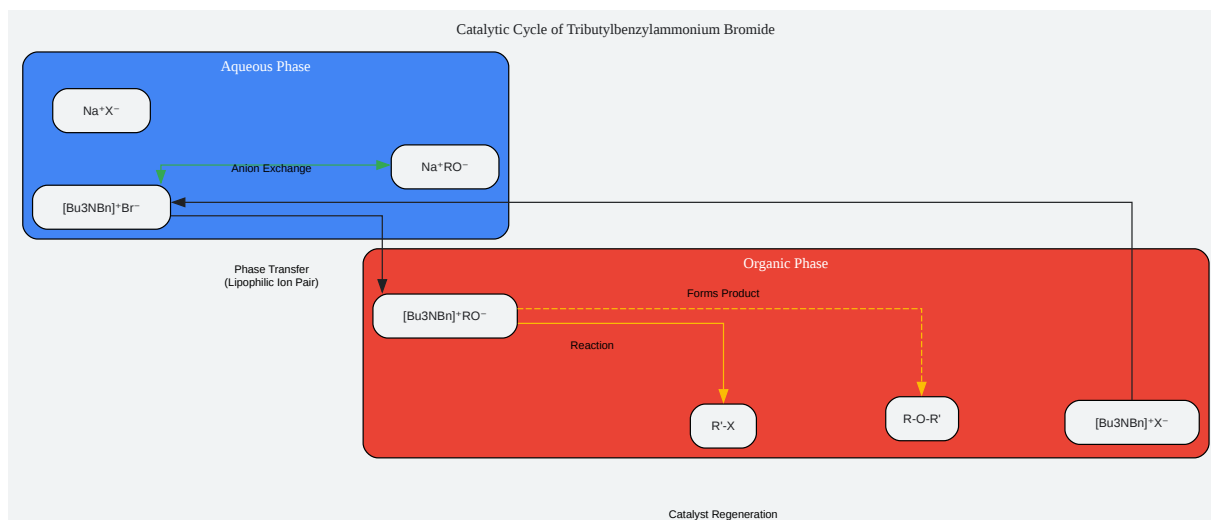 Catalytic Cycle of Tributylbenzylammonium Bromide
Aqueous Phase
Na⁺X⁻
Anion Exchange
Na⁺RO⁻
[Bu3NBn]⁺Br⁻
Phase Transfer
(Lipophilic Ion Pair)
Organic Phase
Forms Product
[Bu3NBn]⁺RO⁻
Reaction
R'-X
R-O-R'
[Bu3NBn]⁺X⁻
Catalyst Regeneration